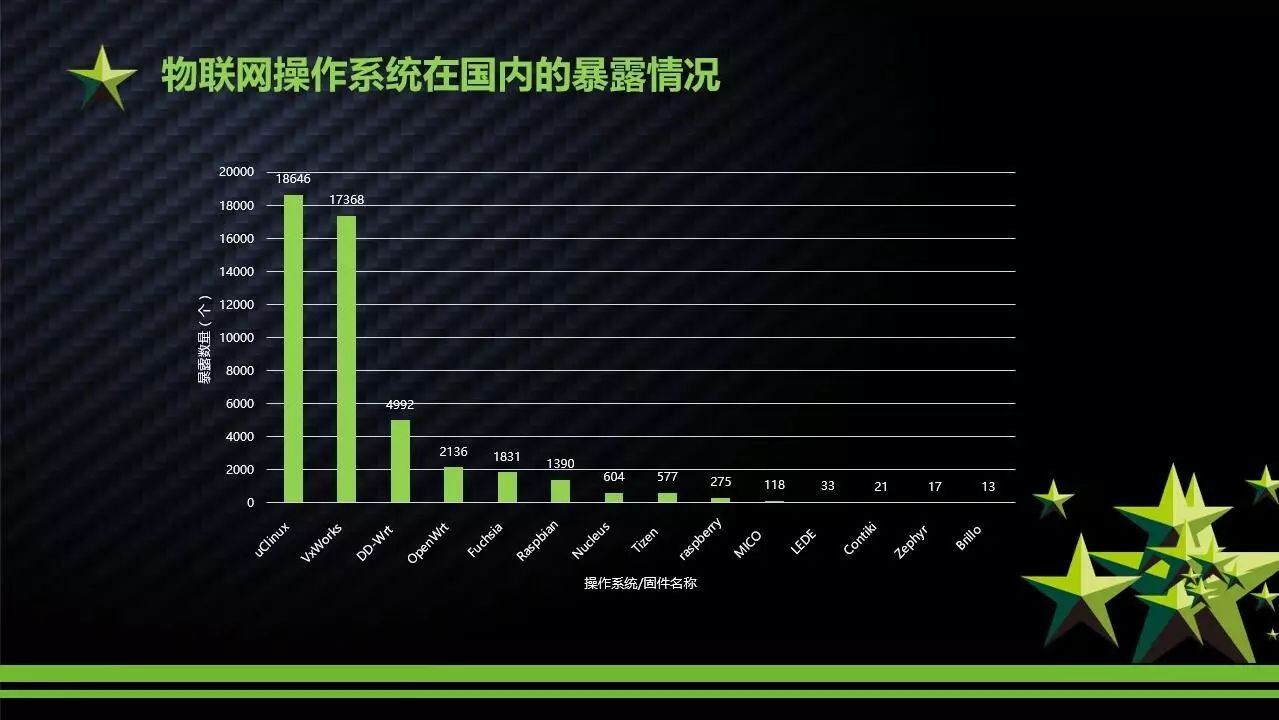 物联网操作系统在国内的暴露情况
20000
18000
16000
14000
12000
10000
8000
6000
4000
2000
0
暴露数量（个）
18646
17368
4992
2136
1831
1390
604
577
275
118
33
21
17
13
uClinux
VxWorks
DD-Wrt
OpenWrt
Fuchsia
Raspbian
Nucleus
Tizen
raspberry
MICO
LEDE
Contiki
Zephyr
Brillo
操作系统/固件名称